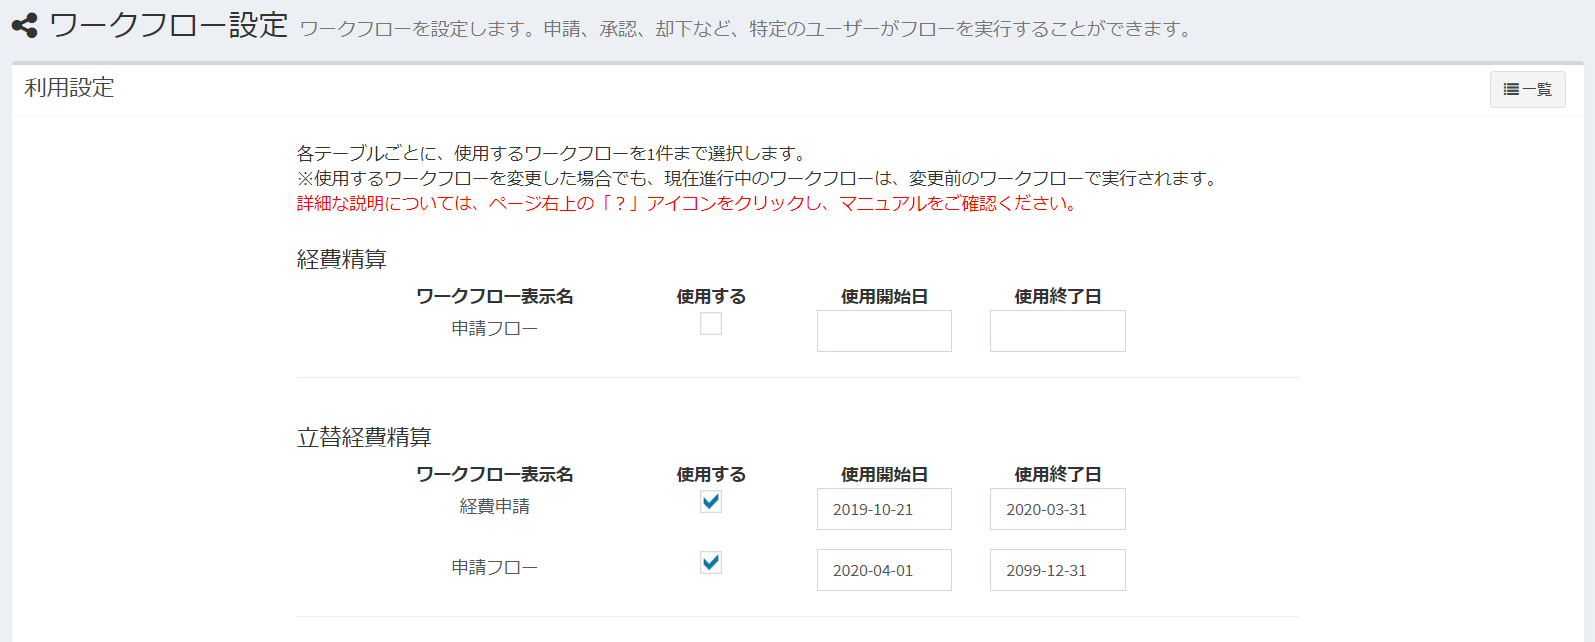 ワークフロー設定 ワークフローを設定します。申請、承認、却下など、特定のユーザーがフローを実行することができます。
利用設定 一覧
各テーブルごとに、使用するワークフローを1件まで選択します。
※使用するワークフローを変更した場合でも、現在進行中のワークフローは、変更前のワークフローで実行されます。
詳細な説明については、ページ右上の「？」アイコンをクリックし、マニュアルをご確認ください。
経費精算
ワークフロー表示名 使用する 使用開始日 使用終了日
申請フロー
立替経費精算
ワークフロー表示名 使用する 使用開始日 使用終了日
経費申請 2019-10-21 2020-03-31
申請フロー 2020-04-01 2099-12-31